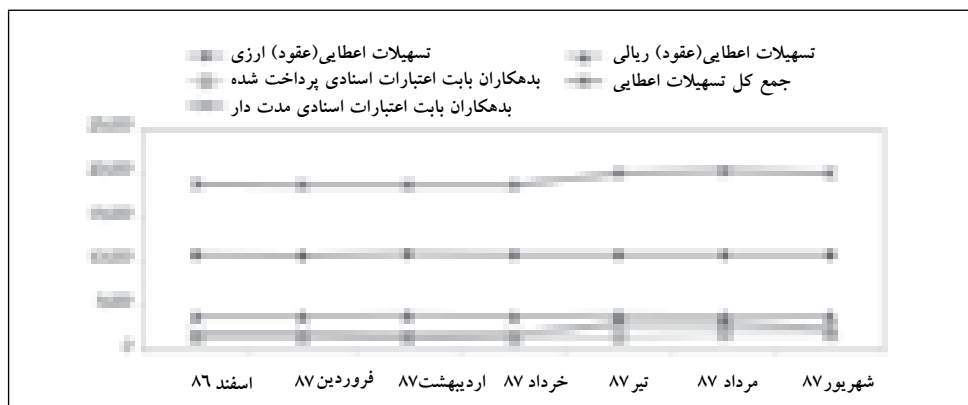 تسهیلات اعطایی(عقود) ریالی
تسهیلات اعطایی(عقود) ارزی
جمع کل تسهیلات اعطایی
بدهکاران بابت اعتبارات اسنادی پرداخت شده
بدهکاران بابت اعتبارات اسنادی مدت دار
اسفند ۸۶ فروردین ۸۷ اردیبهشت۸۷ خرداد ۸۷ تیر ۸۷ مرداد ۸۷ شهریور ۸۷